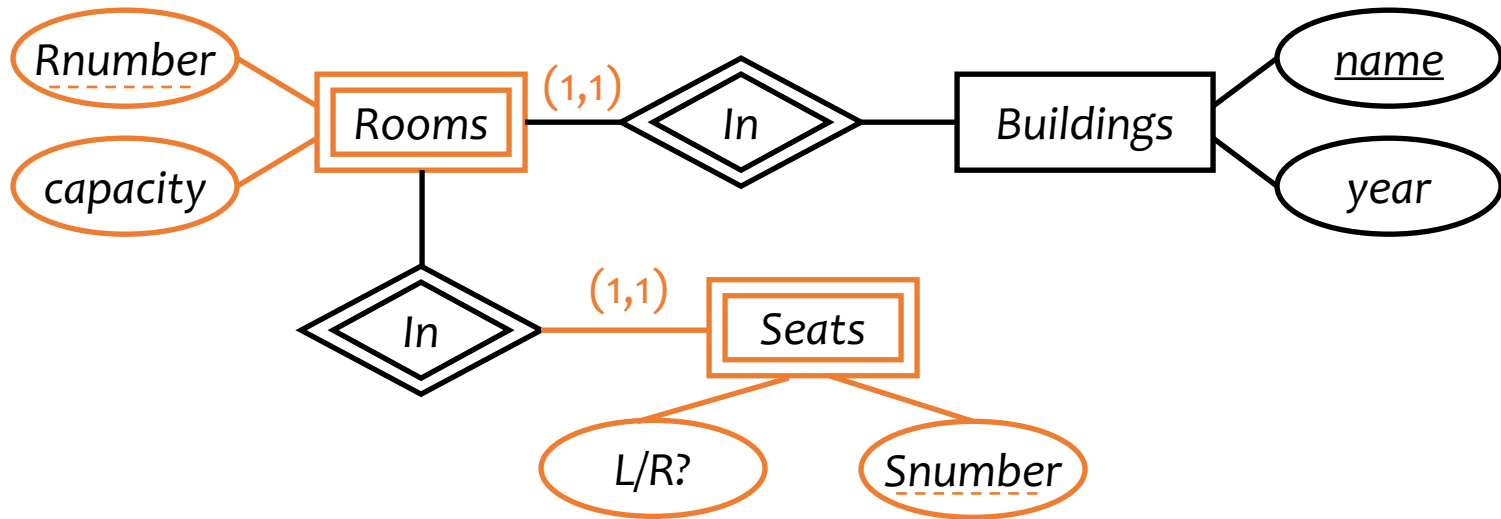 Rnumber
capacity
Rooms
(1,1)
In
Buildings
name
year
In
(1,1)
Seats
L/R?
Snumber